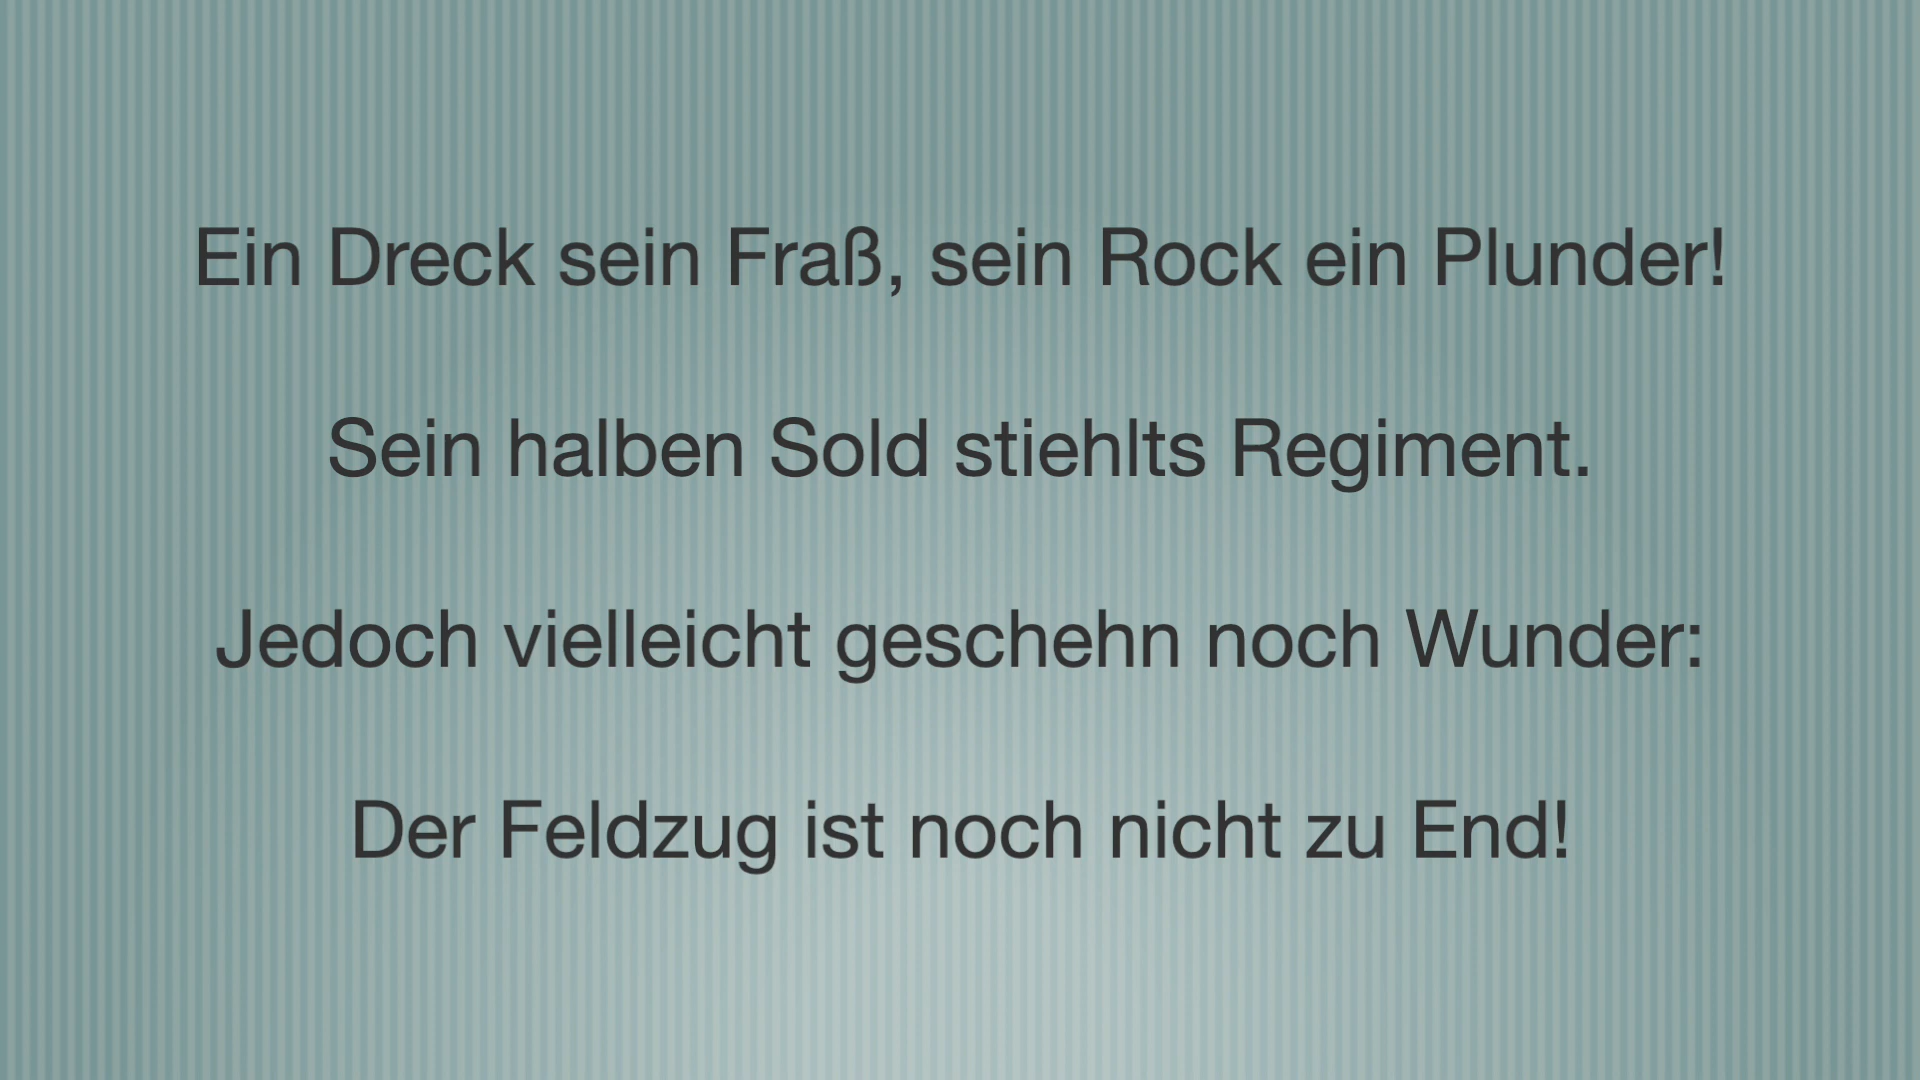 Ein Dreck sein Fraß, sein Rock ein Plunder!
Sein halben Sold stiehlts Regiment.
Jedoch vielleicht geschehn noch Wunder:
Der Feldzug ist noch nicht zu End!